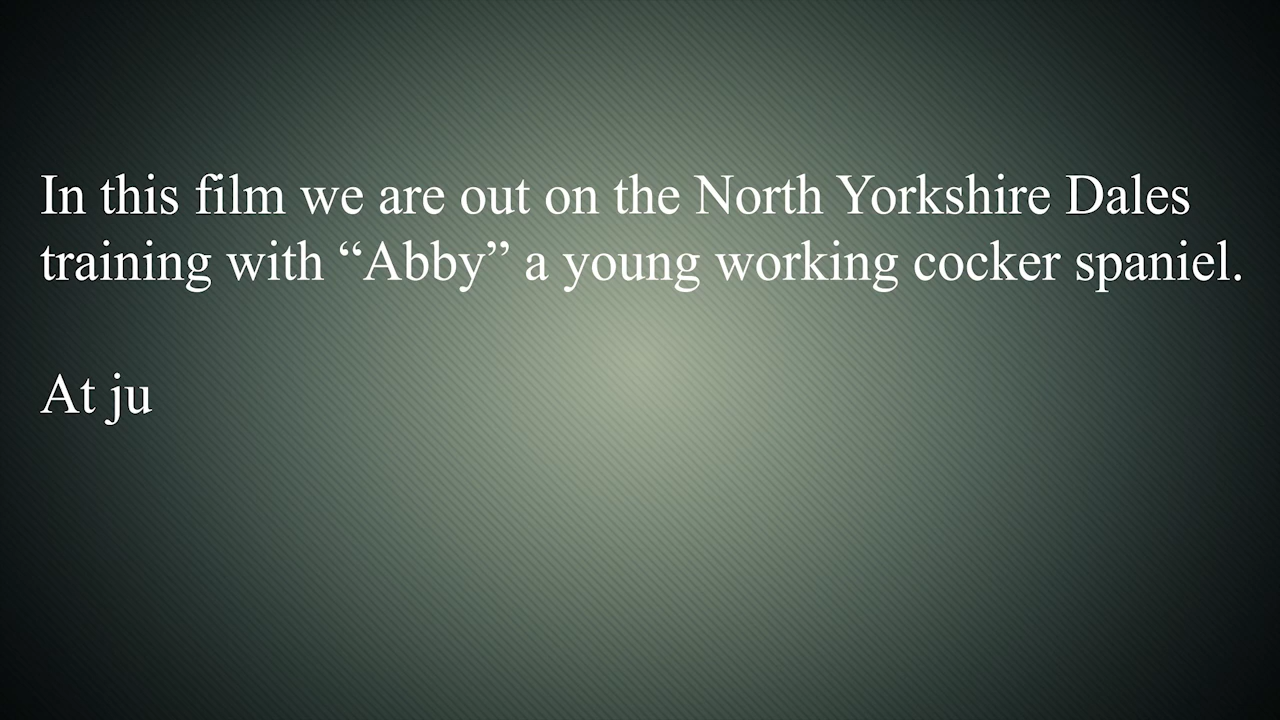 In this film we are out on the North Yorkshire Dales
training with “Abby” a young working cocker spaniel.
At ju